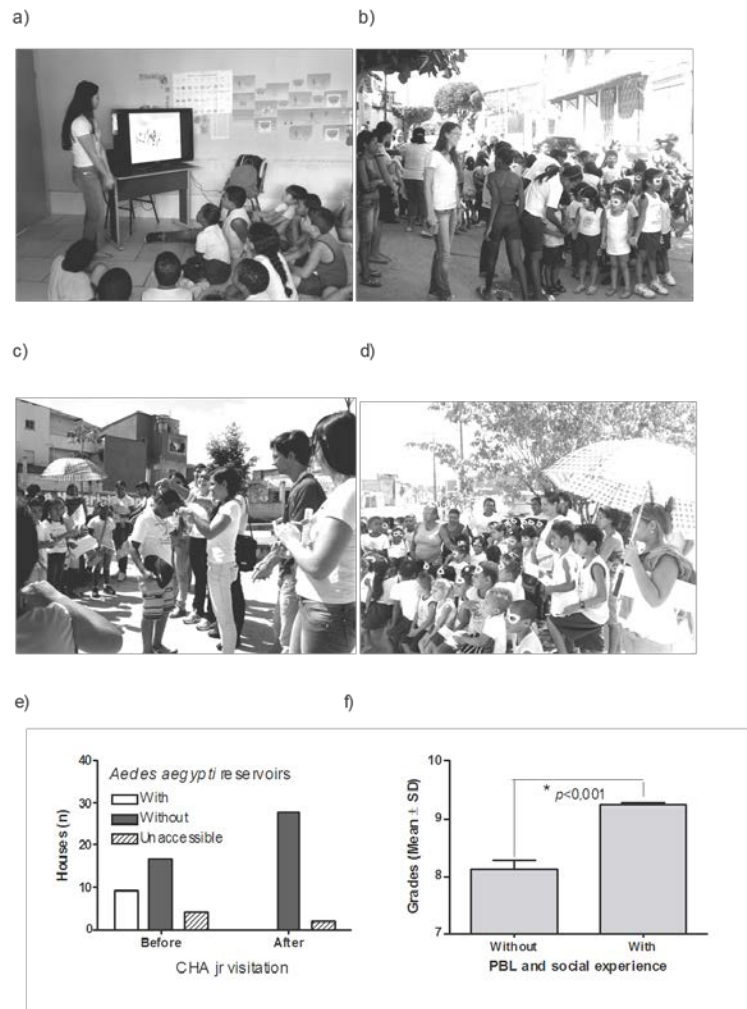 a)
b)
c)
d)
e)
f)
40
30
20
10
0
Houses (n)
Aedes aegypti reservoirs
With
Without
Unaccessible
Before
After
CHA jr visitation
10
9
8
7
Grades (Mean ± SD)
* p<0,001
Without
With
PBL and social experience